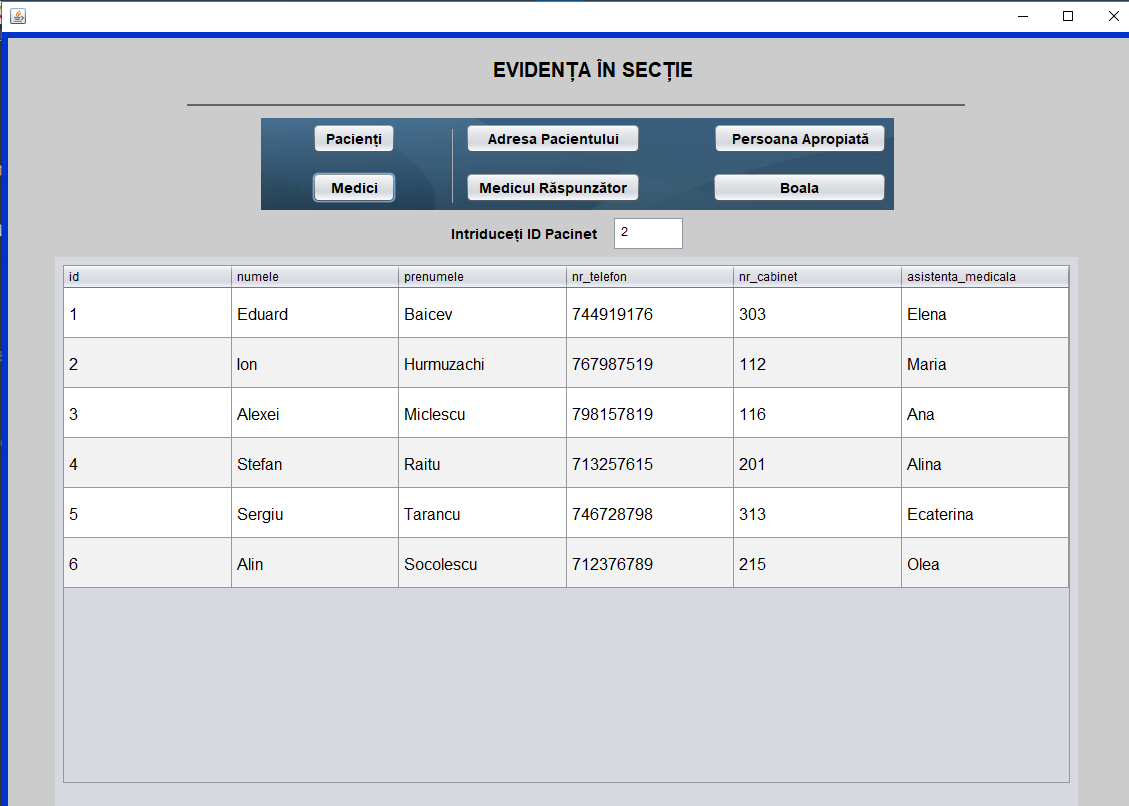 EVIDENȚA ÎN SECȚIE
Pacienți Adresa Pacientului Persoana Apropiată
Medici Medicul Răspunzător Boala
Intriduceți ID Pacinet 2
id numele prenumele nr_telefon nr_cabinet asistenta_medicala
1 Eduard Baicev 744919176 303 Elena
2 Ion Hurmuzachi 767987519 112 Maria
3 Alexei Miclescu 798157819 116 Ana
4 Stefan Raitu 713257615 201 Alina
5 Sergiu Tarancu 746728798 313 Ecaterina
6 Alin Socolescu 712376789 215 Olea